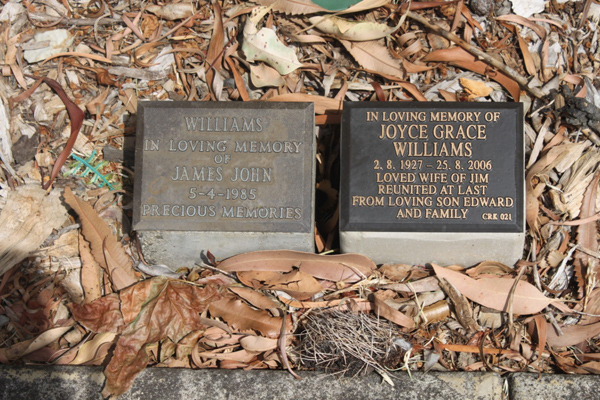 WILLIAMS
IN LOVING MEMORY
OF
JAMES JOHN
5-4-1985
PRECIOUS MEMORIES
IN LOVING MEMORY OF
JOYCE GRACE
WILLIAMS
2. 8. 1927 - 25. 8. 2006
LOVED WIFE OF JIM
REUNITED AT LAST
FROM LOVING SON EDWARD
AND FAMILY
CRK 021